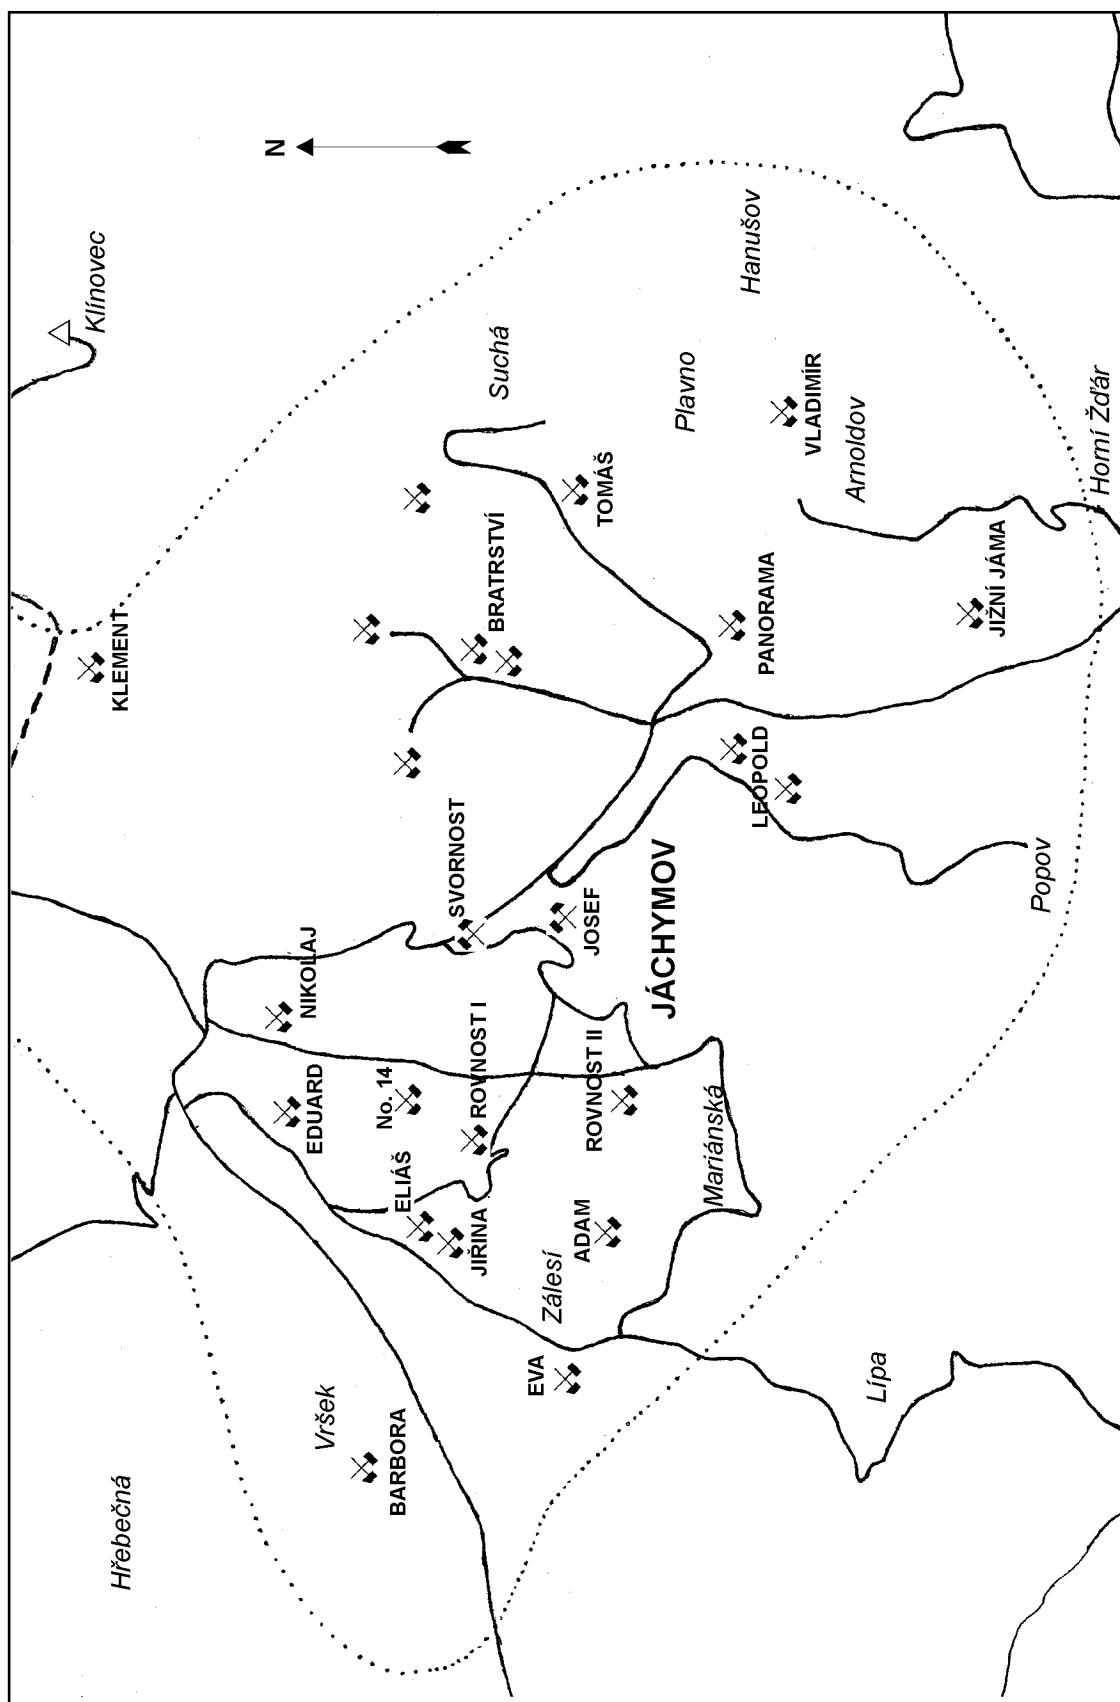 N
Klínovec
Hanušov
Suchá
Plavno
VLADIMÍR
Arnoldov
Horní Žďár
TOMÁŠ
BRATRSTVÍ
KLEMENT
PANORAMA
JIŽNÍ JÁMA
SVORNOST
LEOPOLD
JOSEF
Popov
NIKOLAJ
JÁCHYMOV
EDUARD
No. 14
ROVNOST I
ROVNOST II
Mariánská
ELIÁŠ
JIŘINA
ADAM
Zálesí
EVA
Lípa
Vršek
BARBORA
Hřebečná